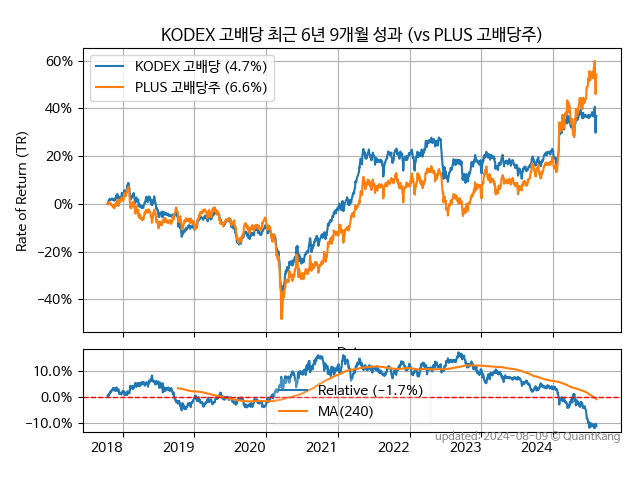 KODEX 고배당 최근 6년 9개월 성과 (vs PLUS 고배당주)
60%
40%
20%
0%
−20%
−40%
Rate of Return (TR)
KODEX 고배당 (4.7%)
PLUS 고배당주 (6.6%)
10.0%
0.0%
−10.0%
Relative (−1.7%)
MA(240)
2018
2019
2020
2021
2022
2023
2024
updated: 2024-08-09 © QuantKang